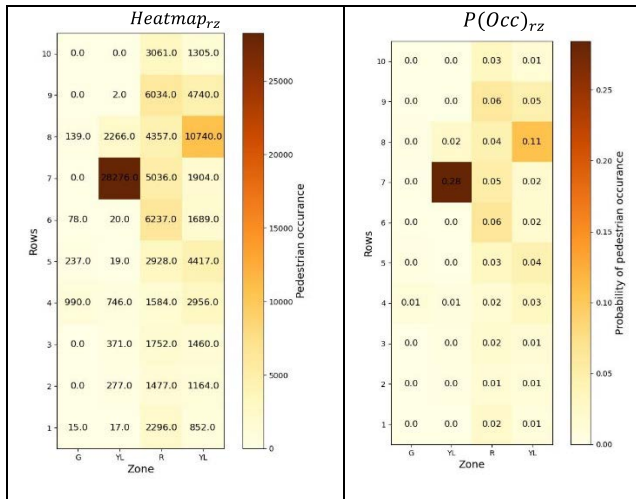 Heatmap_rz
10 0.0 0.0 3061.0 1305.0
9 0.0 2.0 6034.0 4740.0
8 139.0 2266.0 4357.0 10740.0
7 0.0 28276.0 5036.0 1904.0
6 78.0 20.0 6237.0 1689.0
5 237.0 19.0 2928.0 4417.0
4 990.0 746.0 1584.0 2956.0
3 0.0 371.0 1752.0 1460.0
2 0.0 277.0 1477.0 1164.0
1 15.0 17.0 2296.0 852.0
G YL R YL
Zone
Rows
25000
20000
15000
10000
5000
0
Pedestrian occurance
P(Occ)_rz
10 0.0 0.0 0.03 0.01
9 0.0 0.0 0.06 0.05
8 0.0 0.02 0.04 0.11
7 0.0 0.28 0.05 0.02
6 0.0 0.0 0.06 0.02
5 0.0 0.0 0.03 0.04
4 0.01 0.01 0.02 0.03
3 0.0 0.0 0.02 0.01
2 0.0 0.0 0.01 0.01
1 0.0 0.0 0.02 0.01
G YL R YL
Zone
Rows
0.25
0.20
0.15
0.10
0.05
0.00
Probability of pedestrian occurance